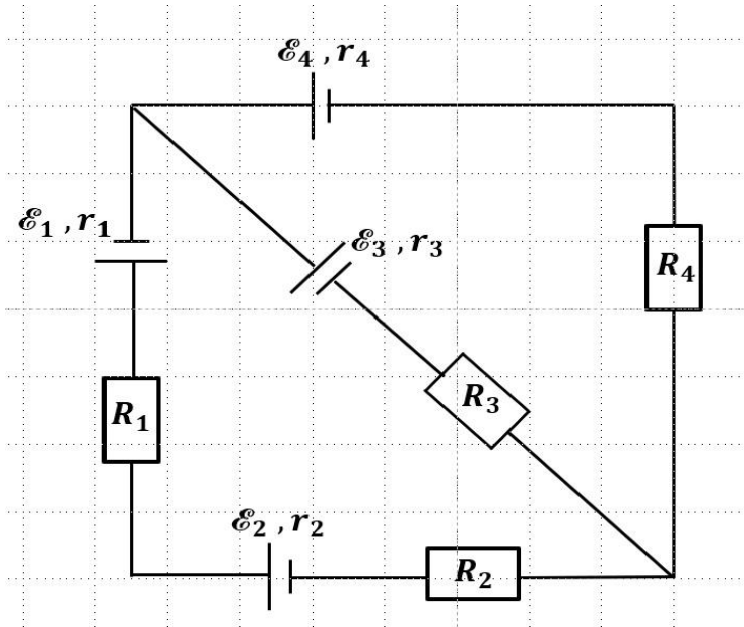 ℰ₄ , r₄
ℰ₁ , r₁
ℰ₃ , r₃
R₄
R₃
R₁
ℰ₂ , r₂
R₂